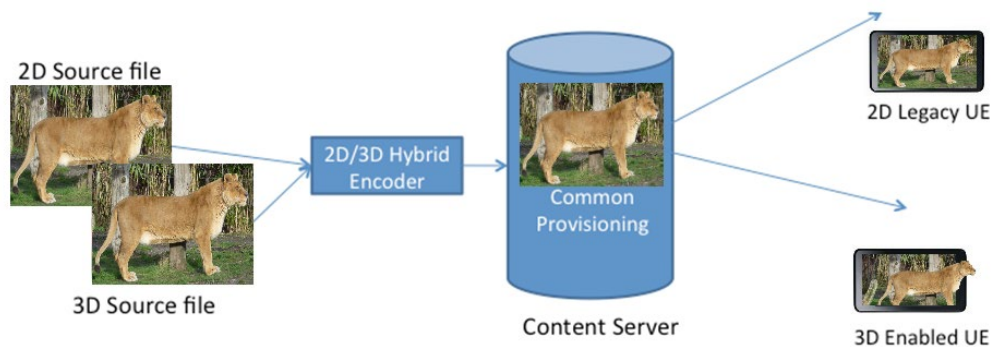 2D Source file
3D Source file
2D/3D Hybrid
Encoder
Common
Provisioning
Content Server
2D Legacy UE
3D Enabled UE